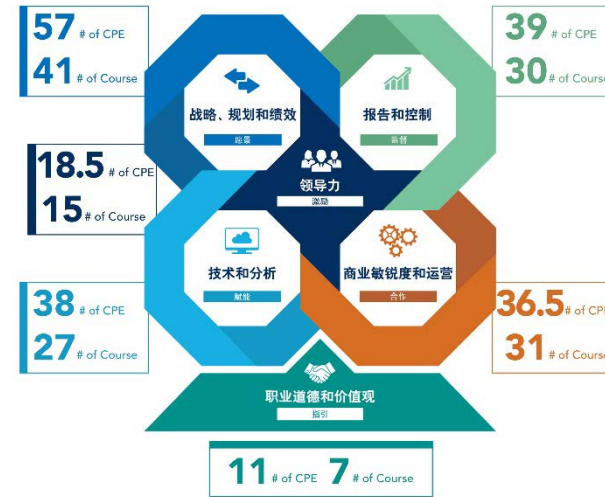 57 # of CPE
41 # of Course
39 # of CPE
30 # of Course
战略、规划和绩效
愿景
报告和控制
监督
18.5 # of CPE
15 # of Course
领导力
激励
技术和分析
赋能
商业敏锐度和运营
合作
38 # of CPE
27 # of Course
36.5 # of CPE
31 # of Course
职业道德和价值观
指引
11 # of CPE 7 # of Course